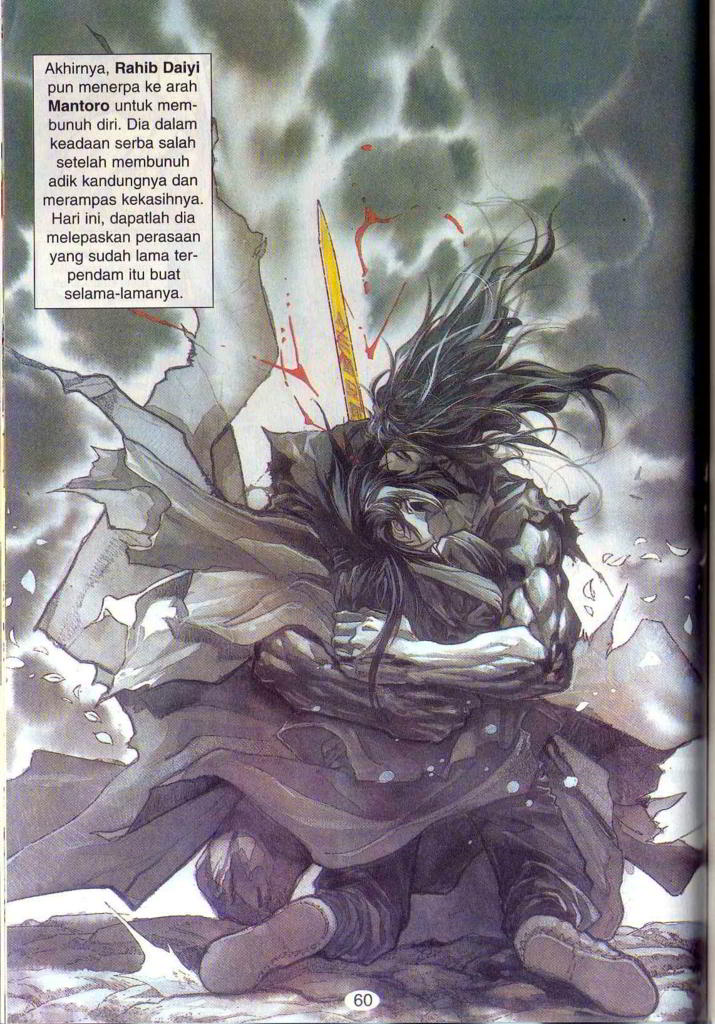 Akhirnya, Rahib Daiyi
pun menerpa ke arah
Mantoro untuk mem-
bunuh diri. Dia dalam
keadaan serba salah
setelah membunuh
adik kandungnya dan
merampas kekasihnya.
Hari ini, dapatlah dia
melepaskan perasaan
yang sudah lama ter-
pendam itu buat
selama-lamanya.
60